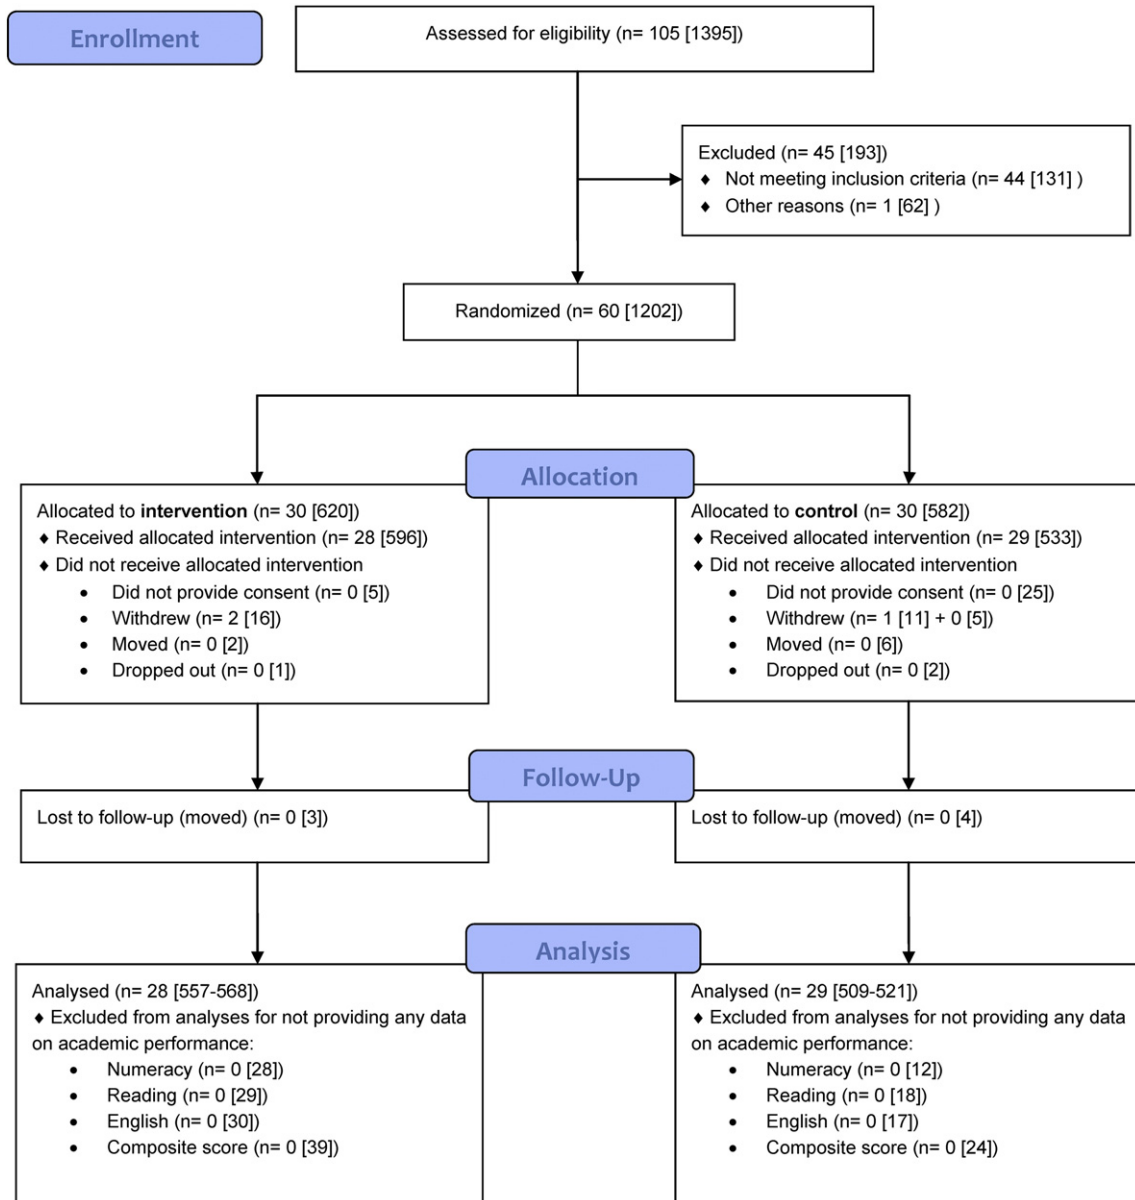 Enrollment
Assessed for eligibility (n= 105 [1395])
Excluded (n= 45 [193])
♦ Not meeting inclusion criteria (n= 44 [131] )
♦ Other reasons (n= 1 [62] )
Randomized (n= 60 [1202])
Allocation
Allocated to intervention (n= 30 [620])
♦ Received allocated intervention (n= 28 [596])
♦ Did not receive allocated intervention
• Did not provide consent (n= 0 [5])
• Withdrew (n= 2 [16])
• Moved (n= 0 [2])
• Dropped out (n= 0 [1])
Allocated to control (n= 30 [582])
♦ Received allocated intervention (n= 29 [533])
♦ Did not receive allocated intervention
• Did not provide consent (n= 0 [25])
• Withdrew (n= 1 [11] + 0 [5])
• Moved (n= 0 [6])
• Dropped out (n= 0 [2])
Follow-Up
Lost to follow-up (moved) (n= 0 [3])
Lost to follow-up (moved) (n= 0 [4])
Analysis
Analysed (n= 28 [557-568])
♦ Excluded from analyses for not providing any data
on academic performance:
• Numeracy (n= 0 [28])
• Reading (n= 0 [29])
• English (n= 0 [30])
• Composite score (n= 0 [39])
Analysed (n= 29 [509-521])
♦ Excluded from analyses for not providing any data
on academic performance:
• Numeracy (n= 0 [12])
• Reading (n= 0 [18])
• English (n= 0 [17])
• Composite score (n= 0 [24])